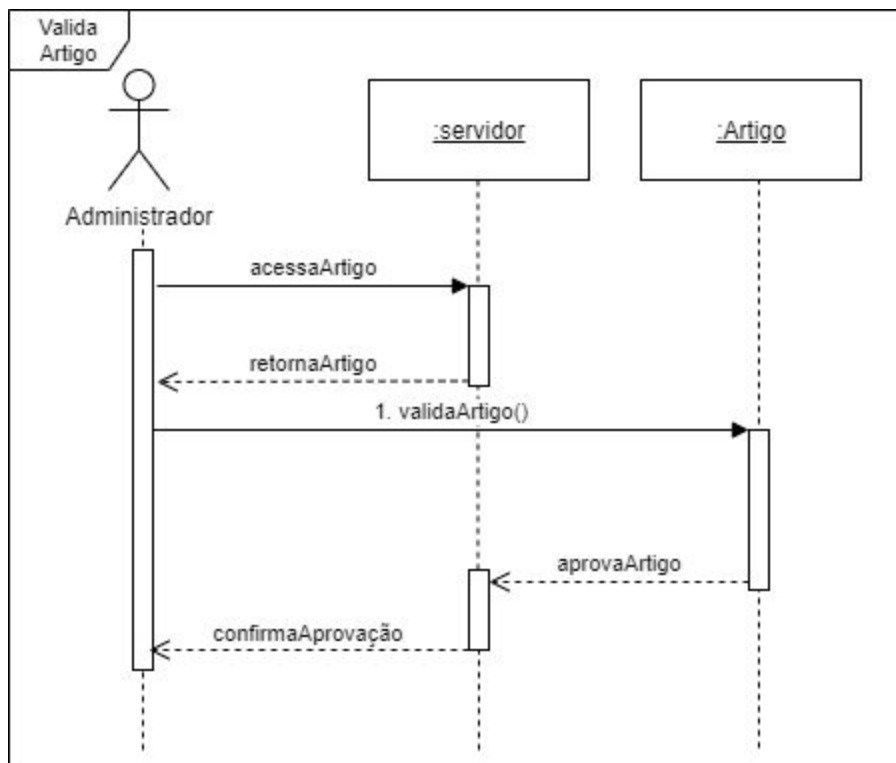 Valida
Artigo
:servidor
:Artigo
Administrador
acessaArtigo
retornaArtigo
1. validaArtigo()
aprovaArtigo
confirmaAprovação